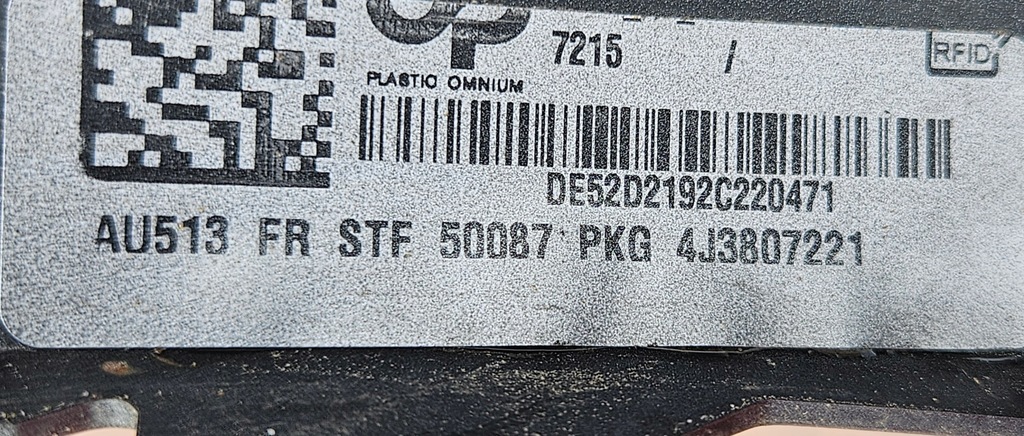 7215 /
RFID
PLASTIC OMNIUM
DE52D2192C220471
AU513 FR STF 50087 PKG 4J3807221